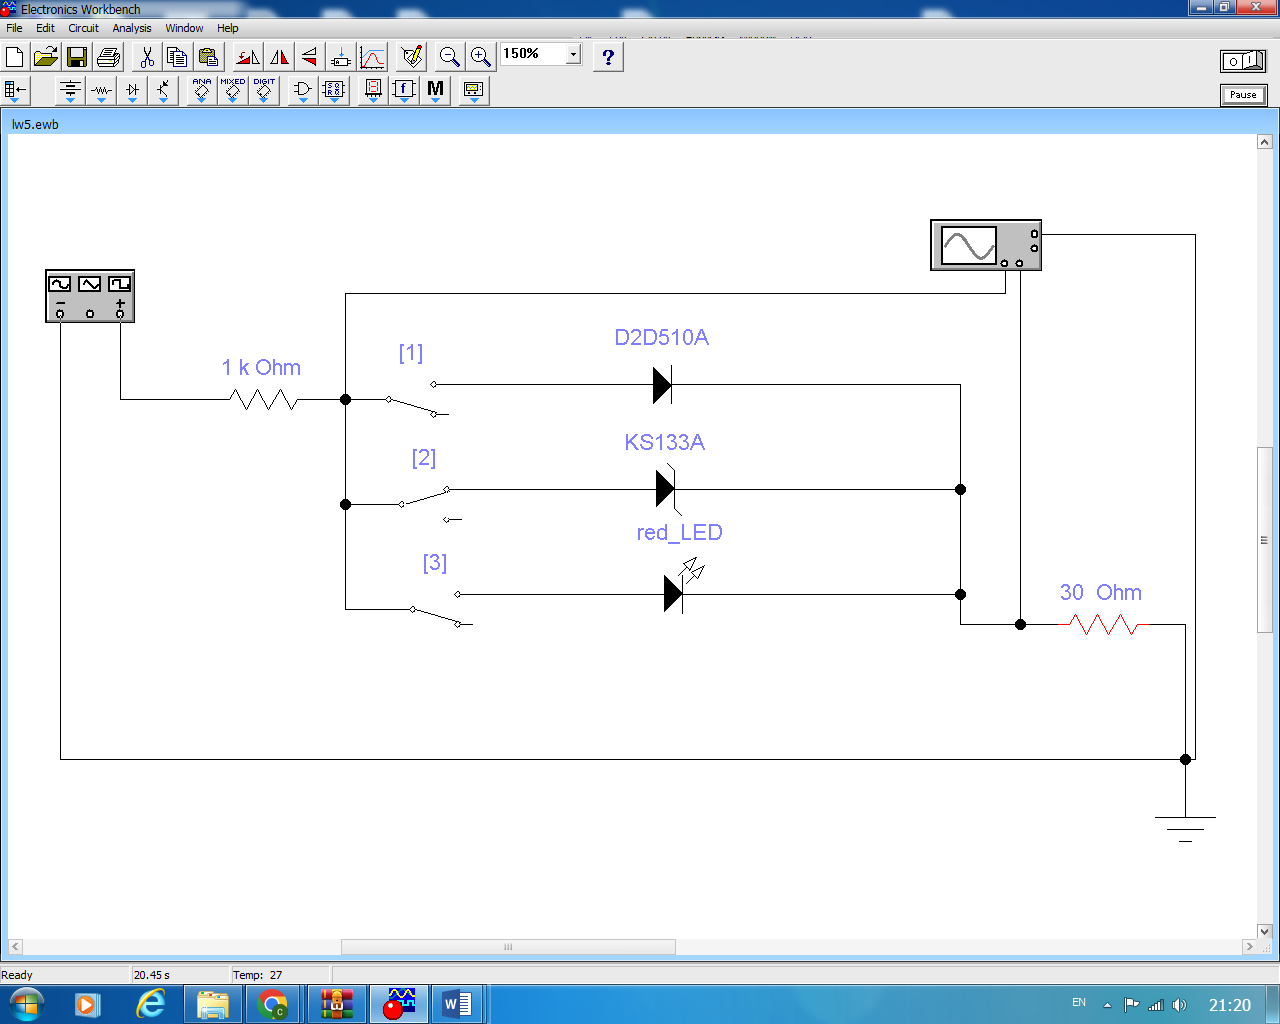 Electronics Workbench
File Edit Circuit Analysis Window Help
150%
?
O I
ANA MIXED DIGIT
f M
Pause
lw5.ewb
D2D510A
[1]
1 k Ohm
KS133A
[2]
red_LED
[3]
30 Ohm
− +
Ready 20.45 s Temp: 27
EN 21:20